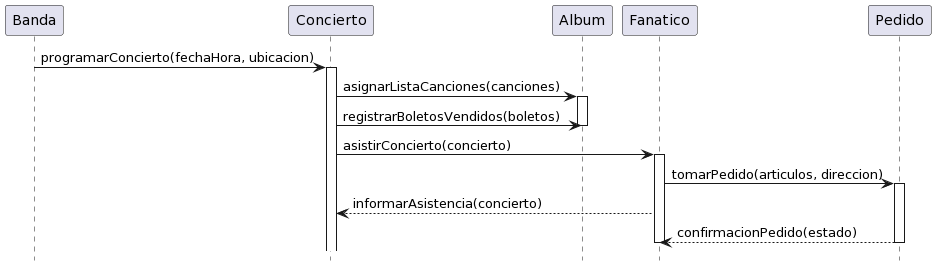 Banda
Concierto
Album
Fanatico
Pedido
programarConcierto(fechaHora, ubicacion)
asignarListaCanciones(canciones)
registrarBoletosVendidos(boletos)
asistirConcierto(concierto)
tomarPedido(articulos, direccion)
informarAsistencia(concierto)
confirmacionPedido(estado)